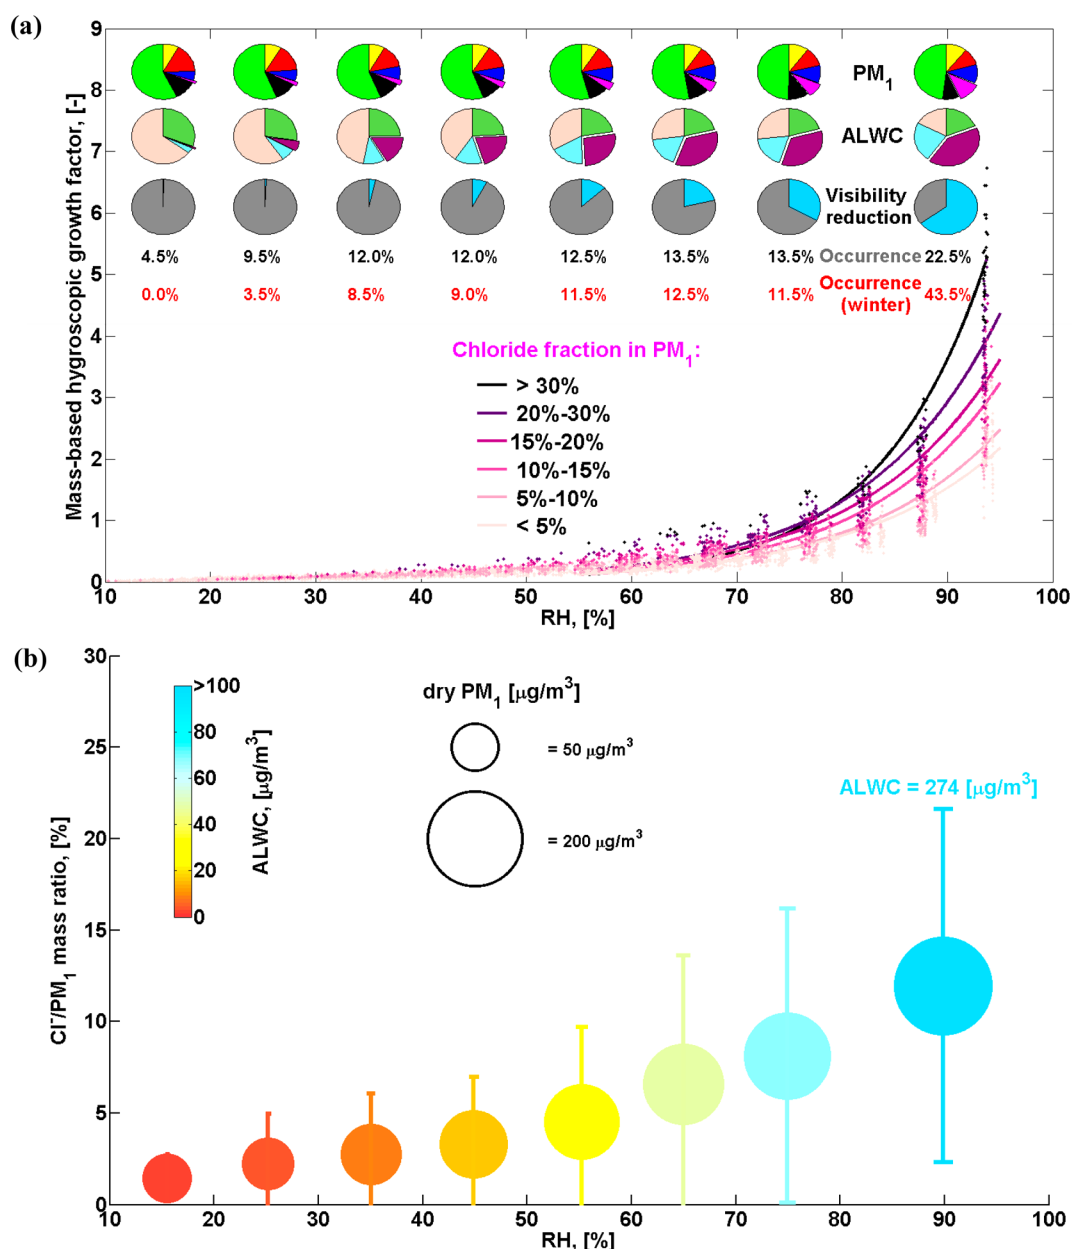 (a)
9
8
7
6
5
4
3
2
1
0
Mass-based hygroscopic growth factor, [-]
PM1
ALWC
Visibility
reduction
4.5% 9.5% 12.0% 12.0% 12.5% 13.5% 13.5% Occurrence 22.5%
0.0% 3.5% 8.5% 9.0% 11.5% 12.5% 11.5% Occurrence 43.5%
(winter)
Chloride fraction in PM1:
> 30%
20%-30%
15%-20%
10%-15%
5%-10%
< 5%
10 20 30 40 50 60 70 80 90 100
RH, [%]
(b)
30
25
20
15
10
5
0
Cl-/PM1 mass ratio, [%]
>100
80
60
40
20
0
ALWC, [μg/m3]
dry PM1 [μg/m3]
= 50 μg/m3
= 200 μg/m3
ALWC = 274 [μg/m3]
10 20 30 40 50 60 70 80 90 100
RH, [%]